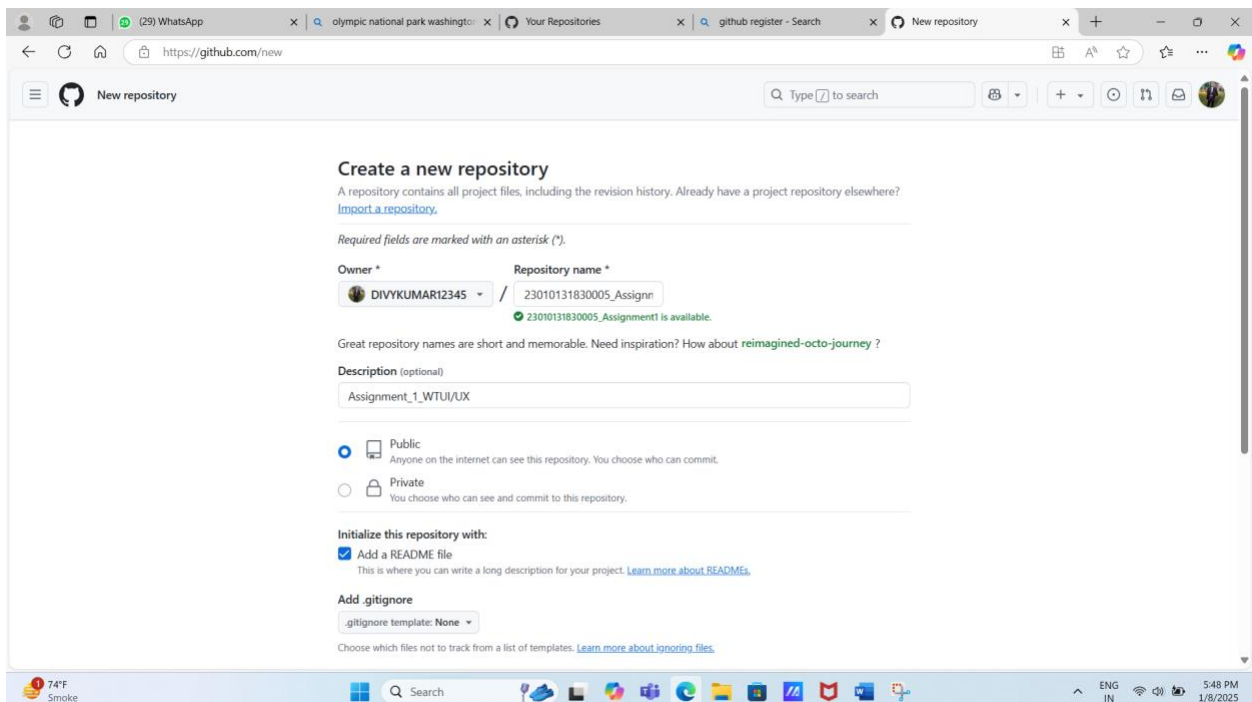 (29) WhatsApp
olympic national park washington
Your Repositories
github register - Search
New repository
https://github.com/new
New repository
Type / to search
Create a new repository
A repository contains all project files, including the revision history. Already have a project repository elsewhere?
Import a repository.
Required fields are marked with an asterisk (*).
Owner * Repository name *
DIVYKUMAR12345 / 23010131830005_Assignn
23010131830005_Assignment1 is available.
Great repository names are short and memorable. Need inspiration? How about reimagined-octo-journey ?
Description (optional)
Assignment_1_WTUI/UX
Public
Anyone on the internet can see this repository. You choose who can commit.
Private
You choose who can see and commit to this repository.
Initialize this repository with:
Add a README file
This is where you can write a long description for your project. Learn more about READMEs.
Add .gitignore
.gitignore template: None
Choose which files not to track from a list of templates. Learn more about ignoring files.
1 74°F
Smoke
Search
ENG
IN
5:48 PM
1/8/2025